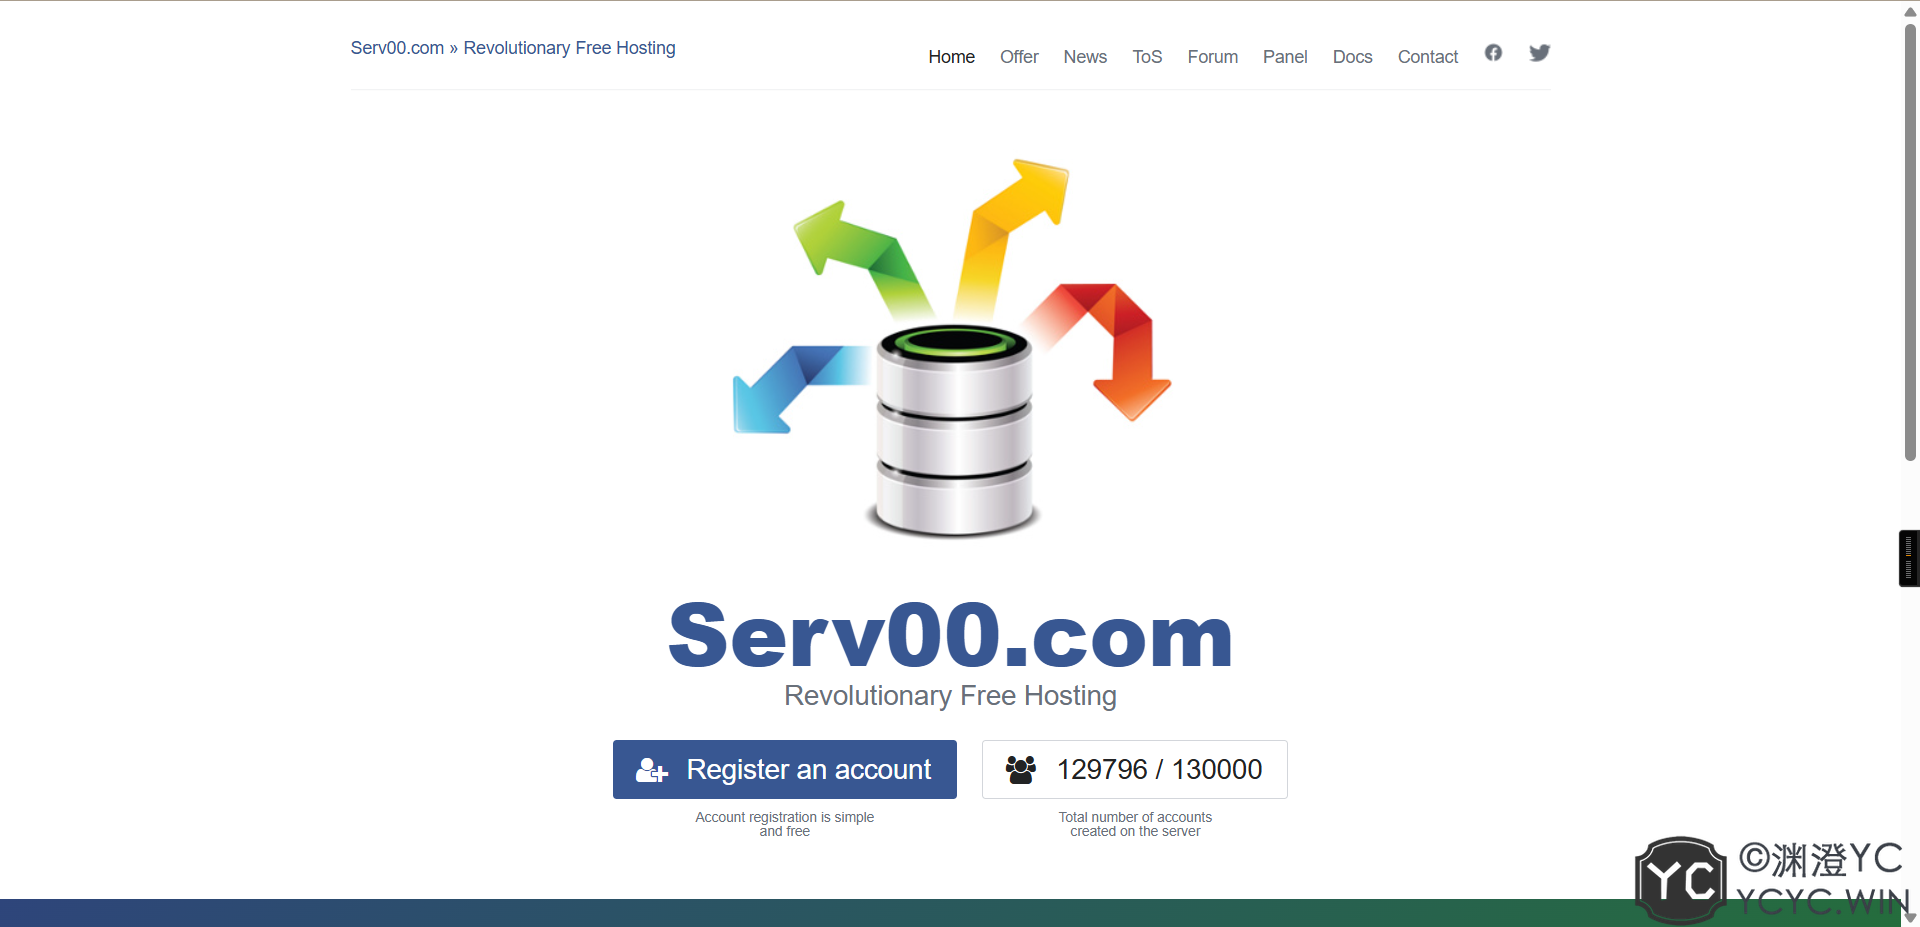 Serv00.com » Revolutionary Free Hosting
Home Offer News ToS Forum Panel Docs Contact
Serv00.com
Revolutionary Free Hosting
Register an account
129796 / 130000
Account registration is simple
and free
Total number of accounts
created on the server
YC
©渊澄YC
YCYC.WIN